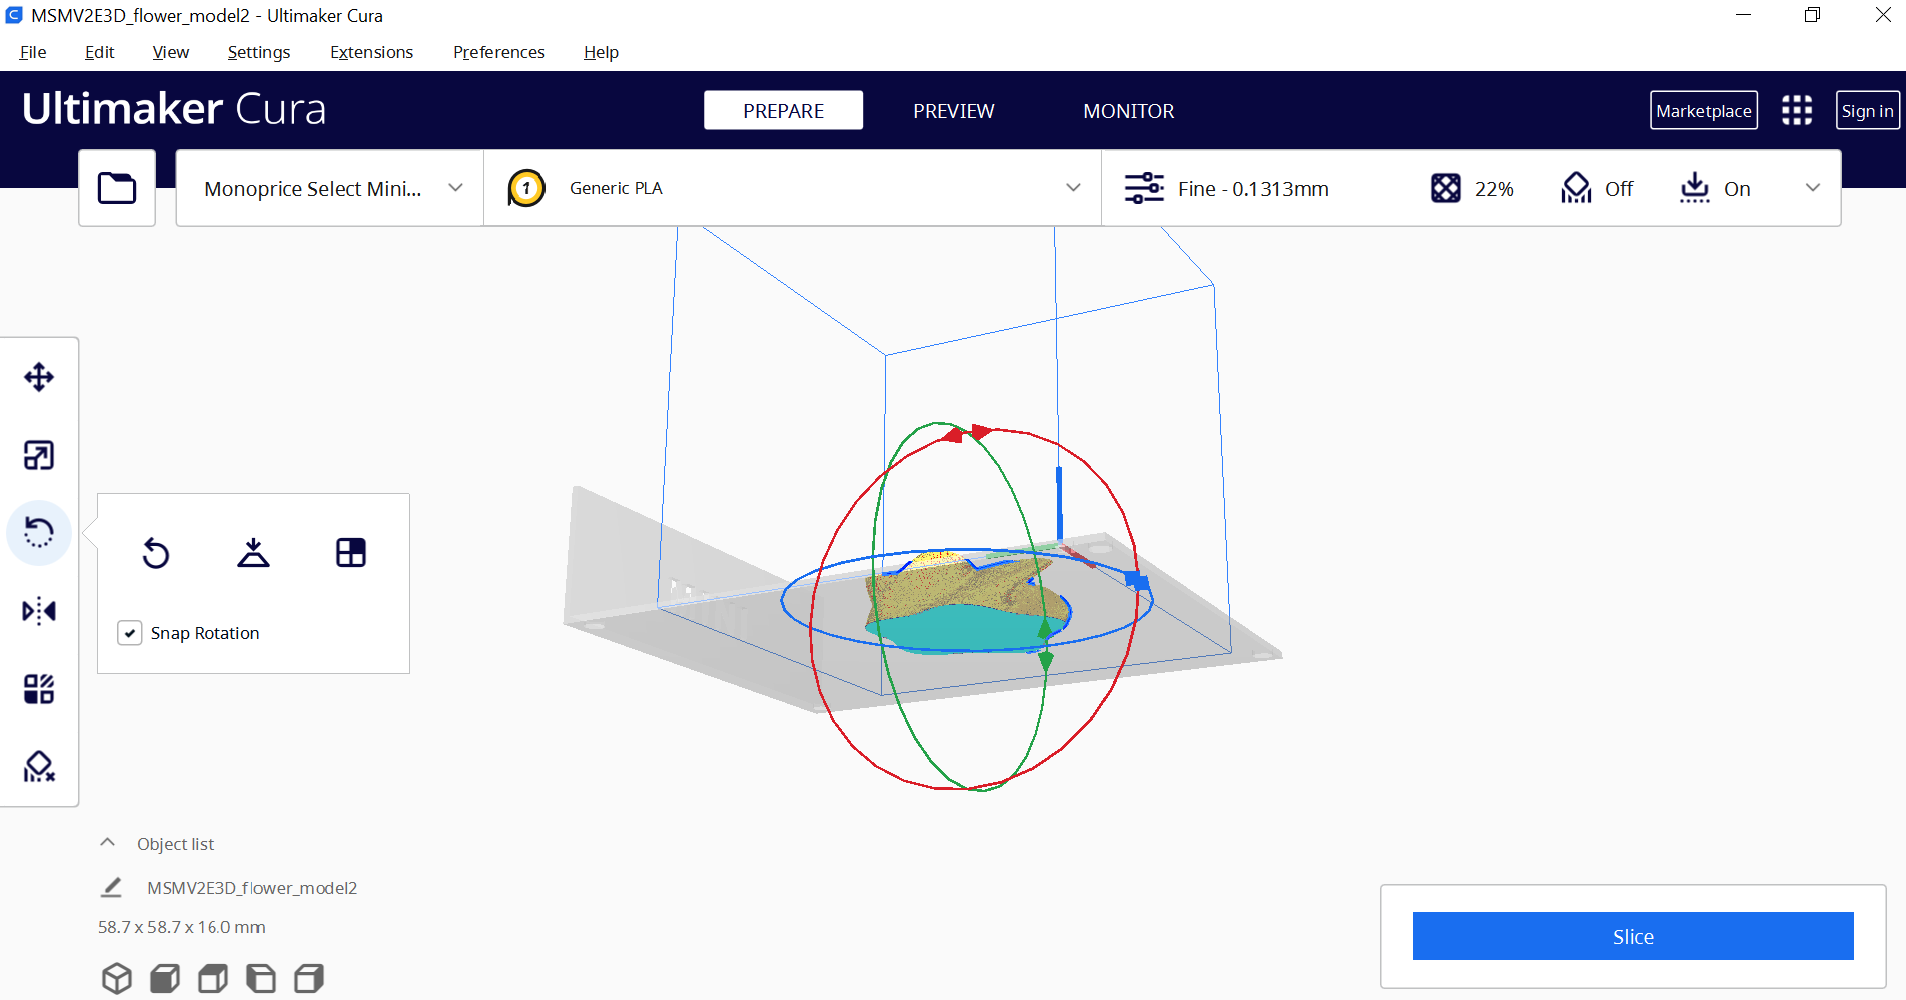 MSMV2E3D_flower_model2 - Ultimaker Cura
File Edit View Settings Extensions Preferences Help
Ultimaker Cura
PREPARE PREVIEW MONITOR
Marketplace Sign in
Monoprice Select Mini... 1 Generic PLA Fine - 0.1313mm 22% Off On
Snap Rotation
Object list
MSMV2E3D_flower_model2
58.7 x 58.7 x 16.0 mm
Slice